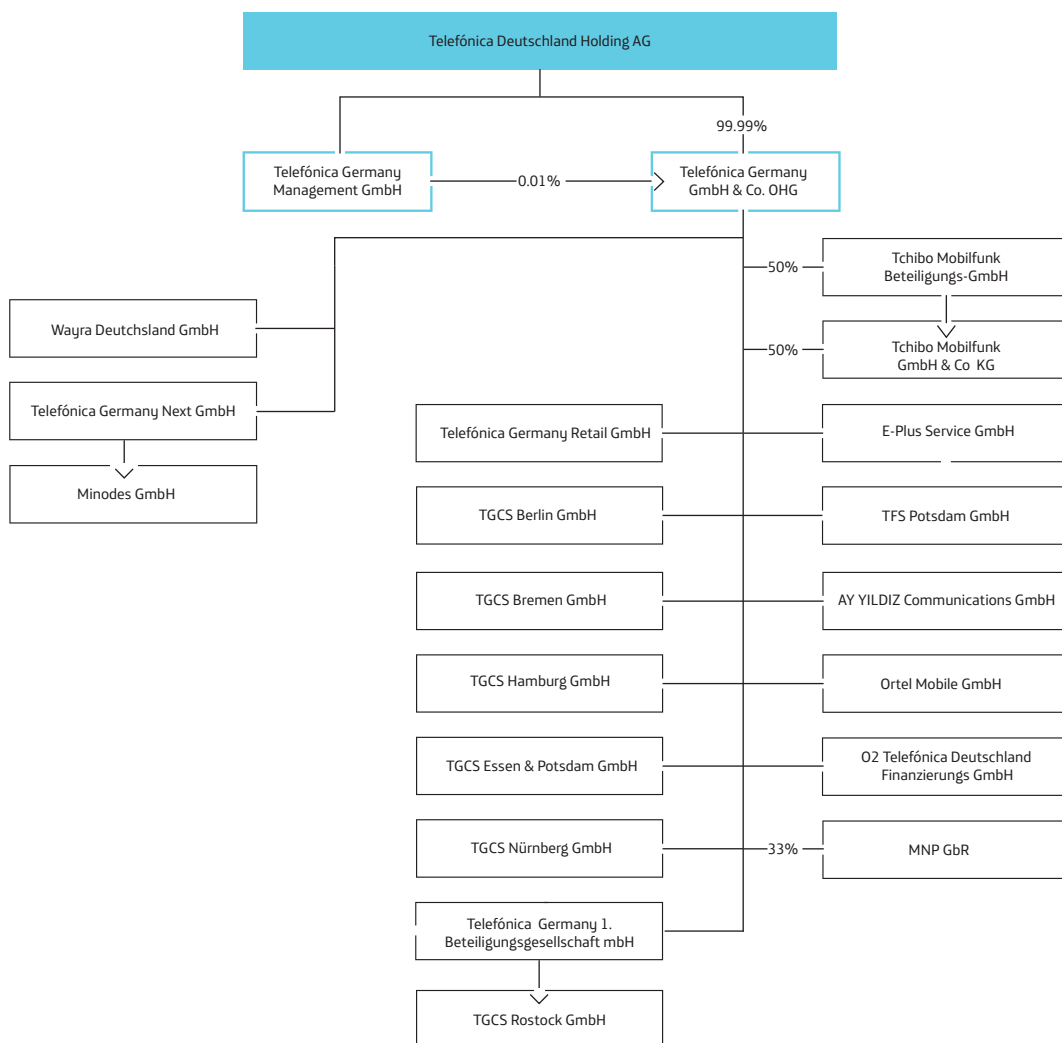 Telefónica Deutschland Holding AG
99.99%
Telefónica Germany
Management GmbH
0.01%
Telefónica Germany
GmbH & Co. OHG
50%
Tchibo Mobilfunk
Beteiligungs-GmbH
Wayra Deutchsland GmbH
50%
Tchibo Mobilfunk
GmbH & Co KG
Telefónica Germany Next GmbH
Telefónica Germany Retail GmbH
E-Plus Service GmbH
Minodes GmbH
TGCS Berlin GmbH
TFS Potsdam GmbH
TGCS Bremen GmbH
AY YILDIZ Communications GmbH
TGCS Hamburg GmbH
Ortel Mobile GmbH
TGCS Essen & Potsdam GmbH
O2 Telefónica Deutschland
Finanzierungs GmbH
TGCS Nürnberg GmbH
33%
MNP GbR
Telefónica Germany 1.
Beteiligungsgesellschaft mbH
TGCS Rostock GmbH